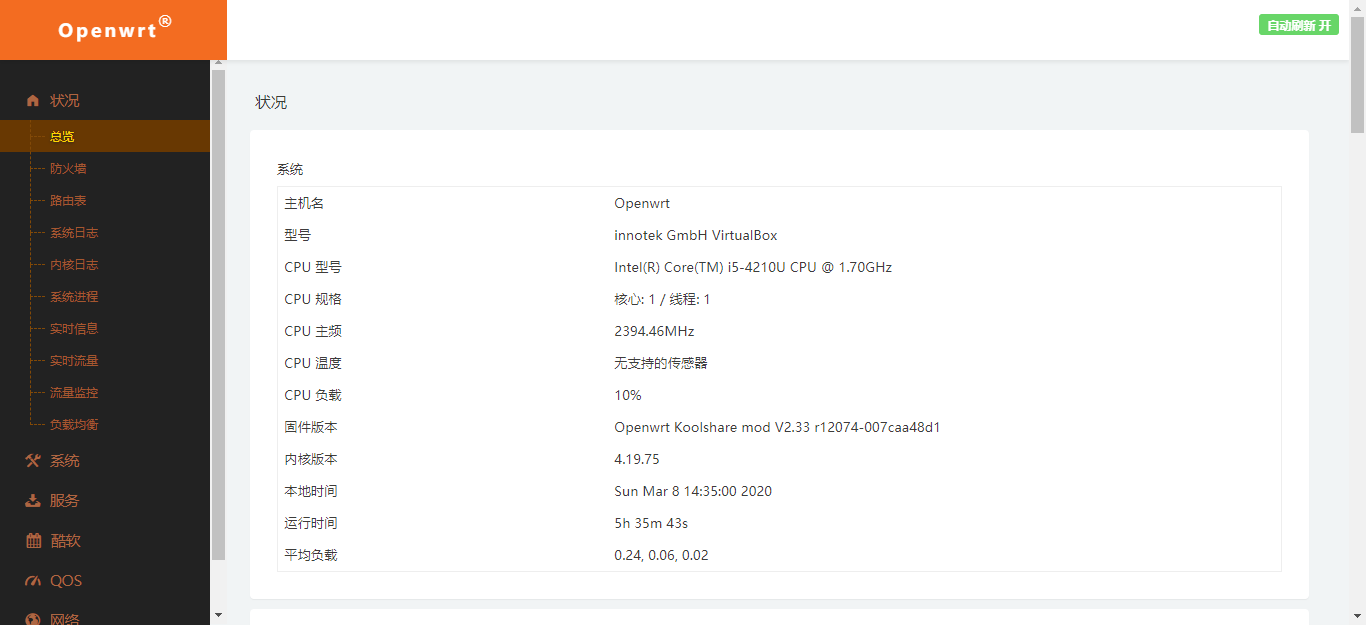 Openwrt®
自动刷新 开
状况
总览
防火墙
路由表
系统日志
内核日志
系统进程
实时信息
实时流量
流量监控
负载均衡
系统
服务
酷软
QOS
网络
状况
系统
主机名 Openwrt
型号 innotek GmbH VirtualBox
CPU 型号 Intel(R) Core(TM) i5-4210U CPU @ 1.70GHz
CPU 规格 核心: 1 / 线程: 1
CPU 主频 2394.46MHz
CPU 温度 无支持的传感器
CPU 负载 10%
固件版本 Openwrt Koolshare mod V2.33 r12074-007caa48d1
内核版本 4.19.75
本地时间 Sun Mar 8 14:35:00 2020
运行时间 5h 35m 43s
平均负载 0.24, 0.06, 0.02